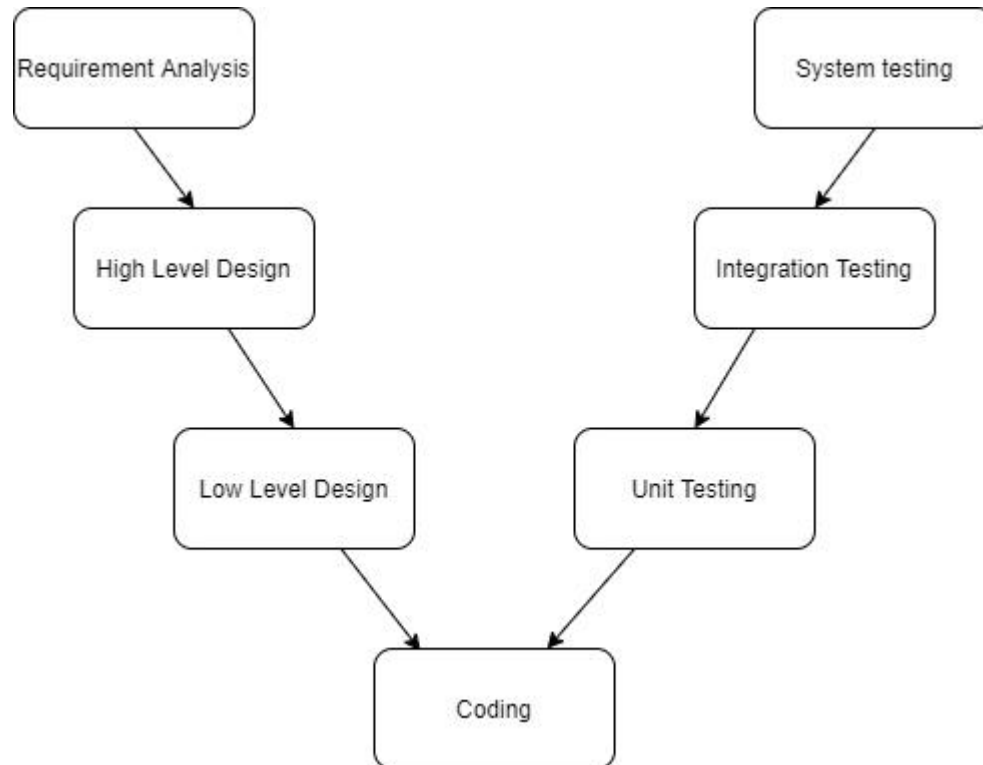 Requirement Analysis
System testing
High Level Design
Integration Testing
Low Level Design
Unit Testing
Coding